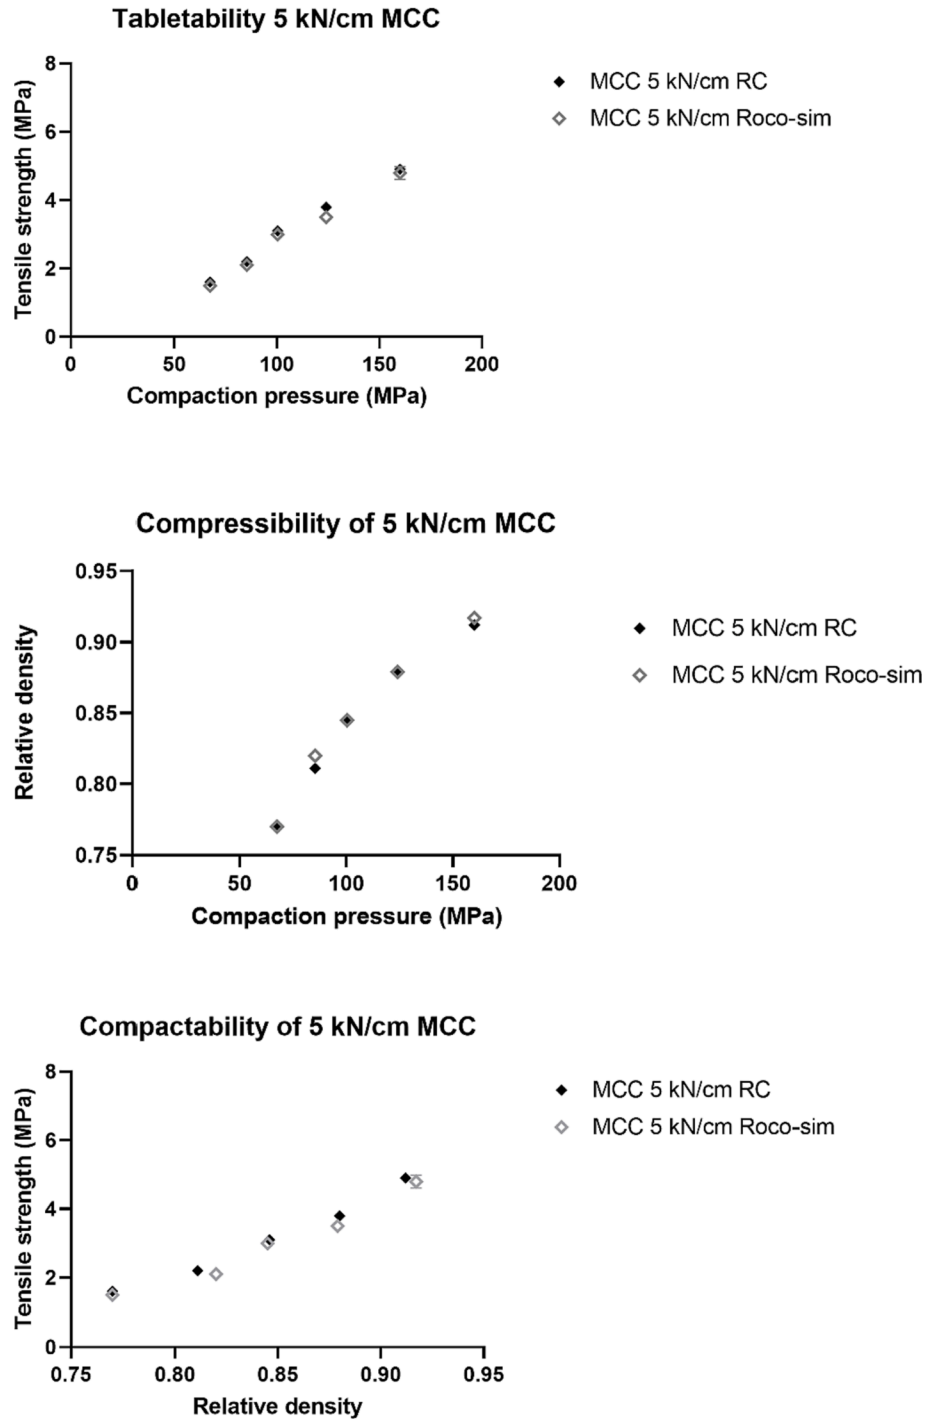 Tabletability 5 kN/cm MCC
Tensile strength (MPa)
8
6
4
2
0
0 50 100 150 200
Compaction pressure (MPa)
MCC 5 kN/cm RC
MCC 5 kN/cm Roco-sim
Compressibility of 5 kN/cm MCC
Relative density
0.95
0.90
0.85
0.80
0.75
0 50 100 150 200
Compaction pressure (MPa)
MCC 5 kN/cm RC
MCC 5 kN/cm Roco-sim
Compactability of 5 kN/cm MCC
Tensile strength (MPa)
8
6
4
2
0
0.75 0.80 0.85 0.90 0.95
Relative density
MCC 5 kN/cm RC
MCC 5 kN/cm Roco-sim